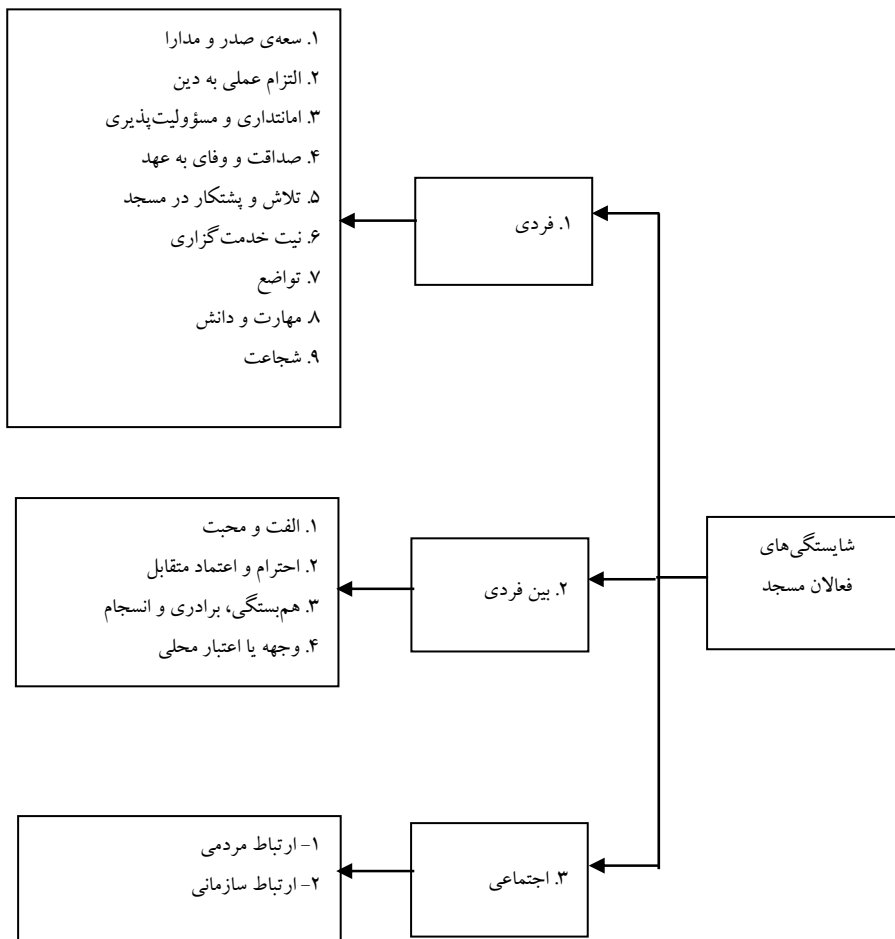 شایستگی‌های
فعالان مسجد
۱. فردی
۱. سعه‌ی صدر و مدارا
۲. التزام عملی به دین
۳. امانتداری و مسؤولیت‌پذیری
۴. صداقت و وفای به عهد
۵. تلاش و پشتکار در مسجد
۶. نیت خدمت‌گزاری
۷. تواضع
۸. مهارت و دانش
۹. شجاعت
۲. بین فردی
۱. الفت و محبت
۲. احترام و اعتماد متقابل
۳. هم‌بستگی، برادری و انسجام
۴. وجهه یا اعتبار محلی
۳. اجتماعی
۱- ارتباط مردمی
۲- ارتباط سازمانی